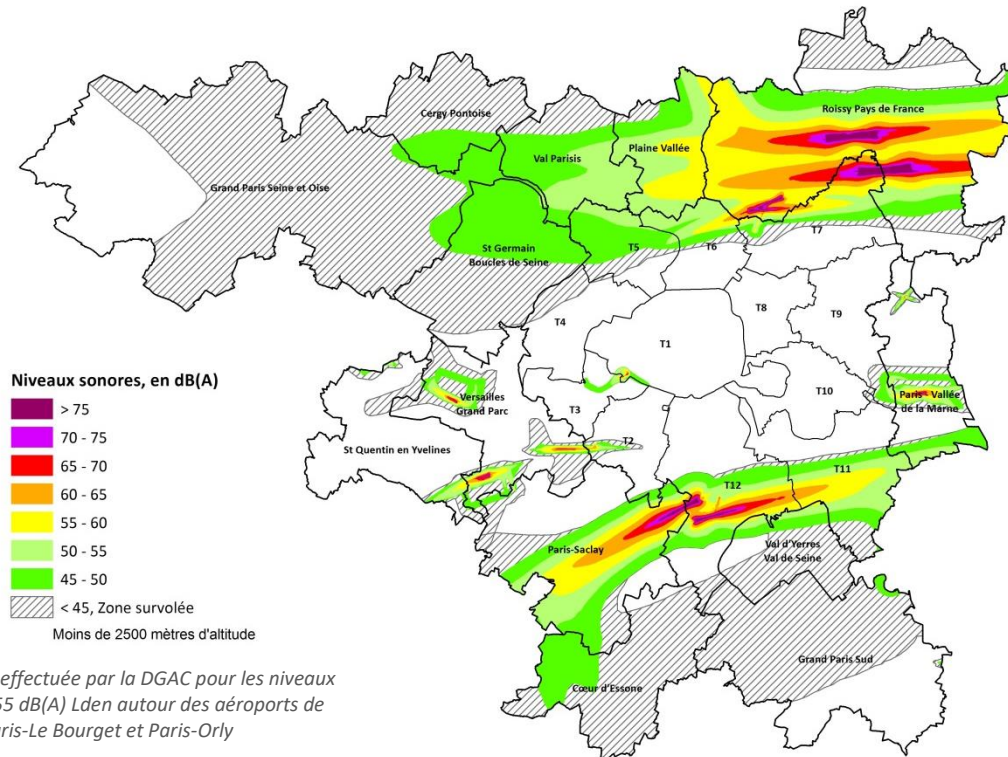 Cergy Pontoise
Roissy Pays de France
Val Parisis
Plaine Vallée
Grand Paris Seine et Oise
St Germain
Boucles de Seine
T5
T6
T7
T8
T9
T4
T1
T10
Versailles
Grand Parc
Paris - Vallée
de la Marne
T3
T2
St Quentin en Yvelines
T11
T12
Paris-Saclay
Val d'Yerres
Val de Seine
Grand Paris Sud
Cœur d'Essone
Niveaux sonores, en dB(A)
> 75
70 - 75
65 - 70
60 - 65
55 - 60
50 - 55
45 - 50
< 45, Zone survolée
Moins de 2500 mètres d'altitude
effectuée par la DGAC pour les niveaux
55 dB(A) Lden autour des aéroports de
ris-Le Bourget et Paris-Orly